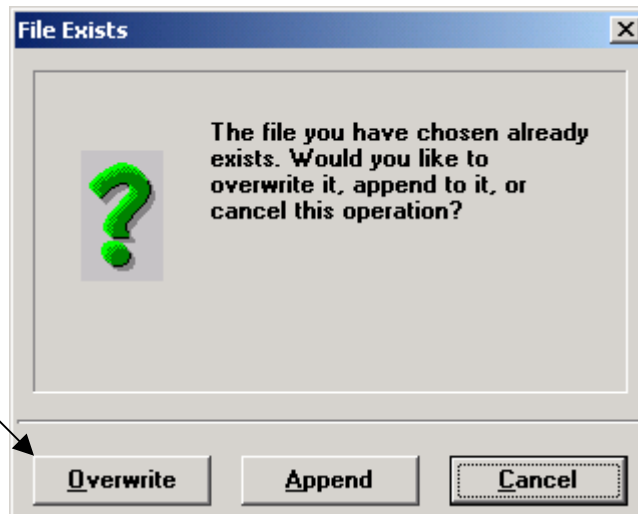 File Exists
The file you have chosen already
exists. Would you like to
overwrite it, append to it, or
cancel this operation?
Overwrite Append Cancel